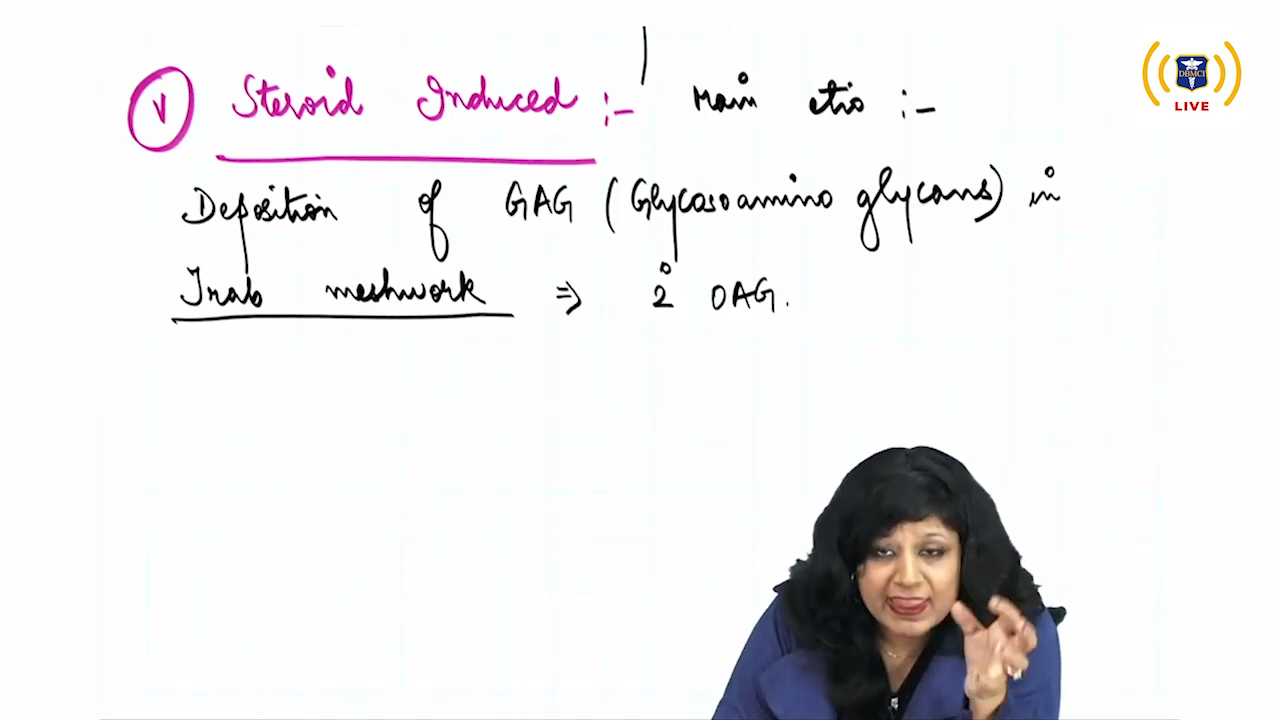 V Steroid Induced :- Main etio :-
Deposition of GAG (Glycosoamino glycans) in
Trab meshwork ⇒ 2° OAG.
DBMCI
LIVE